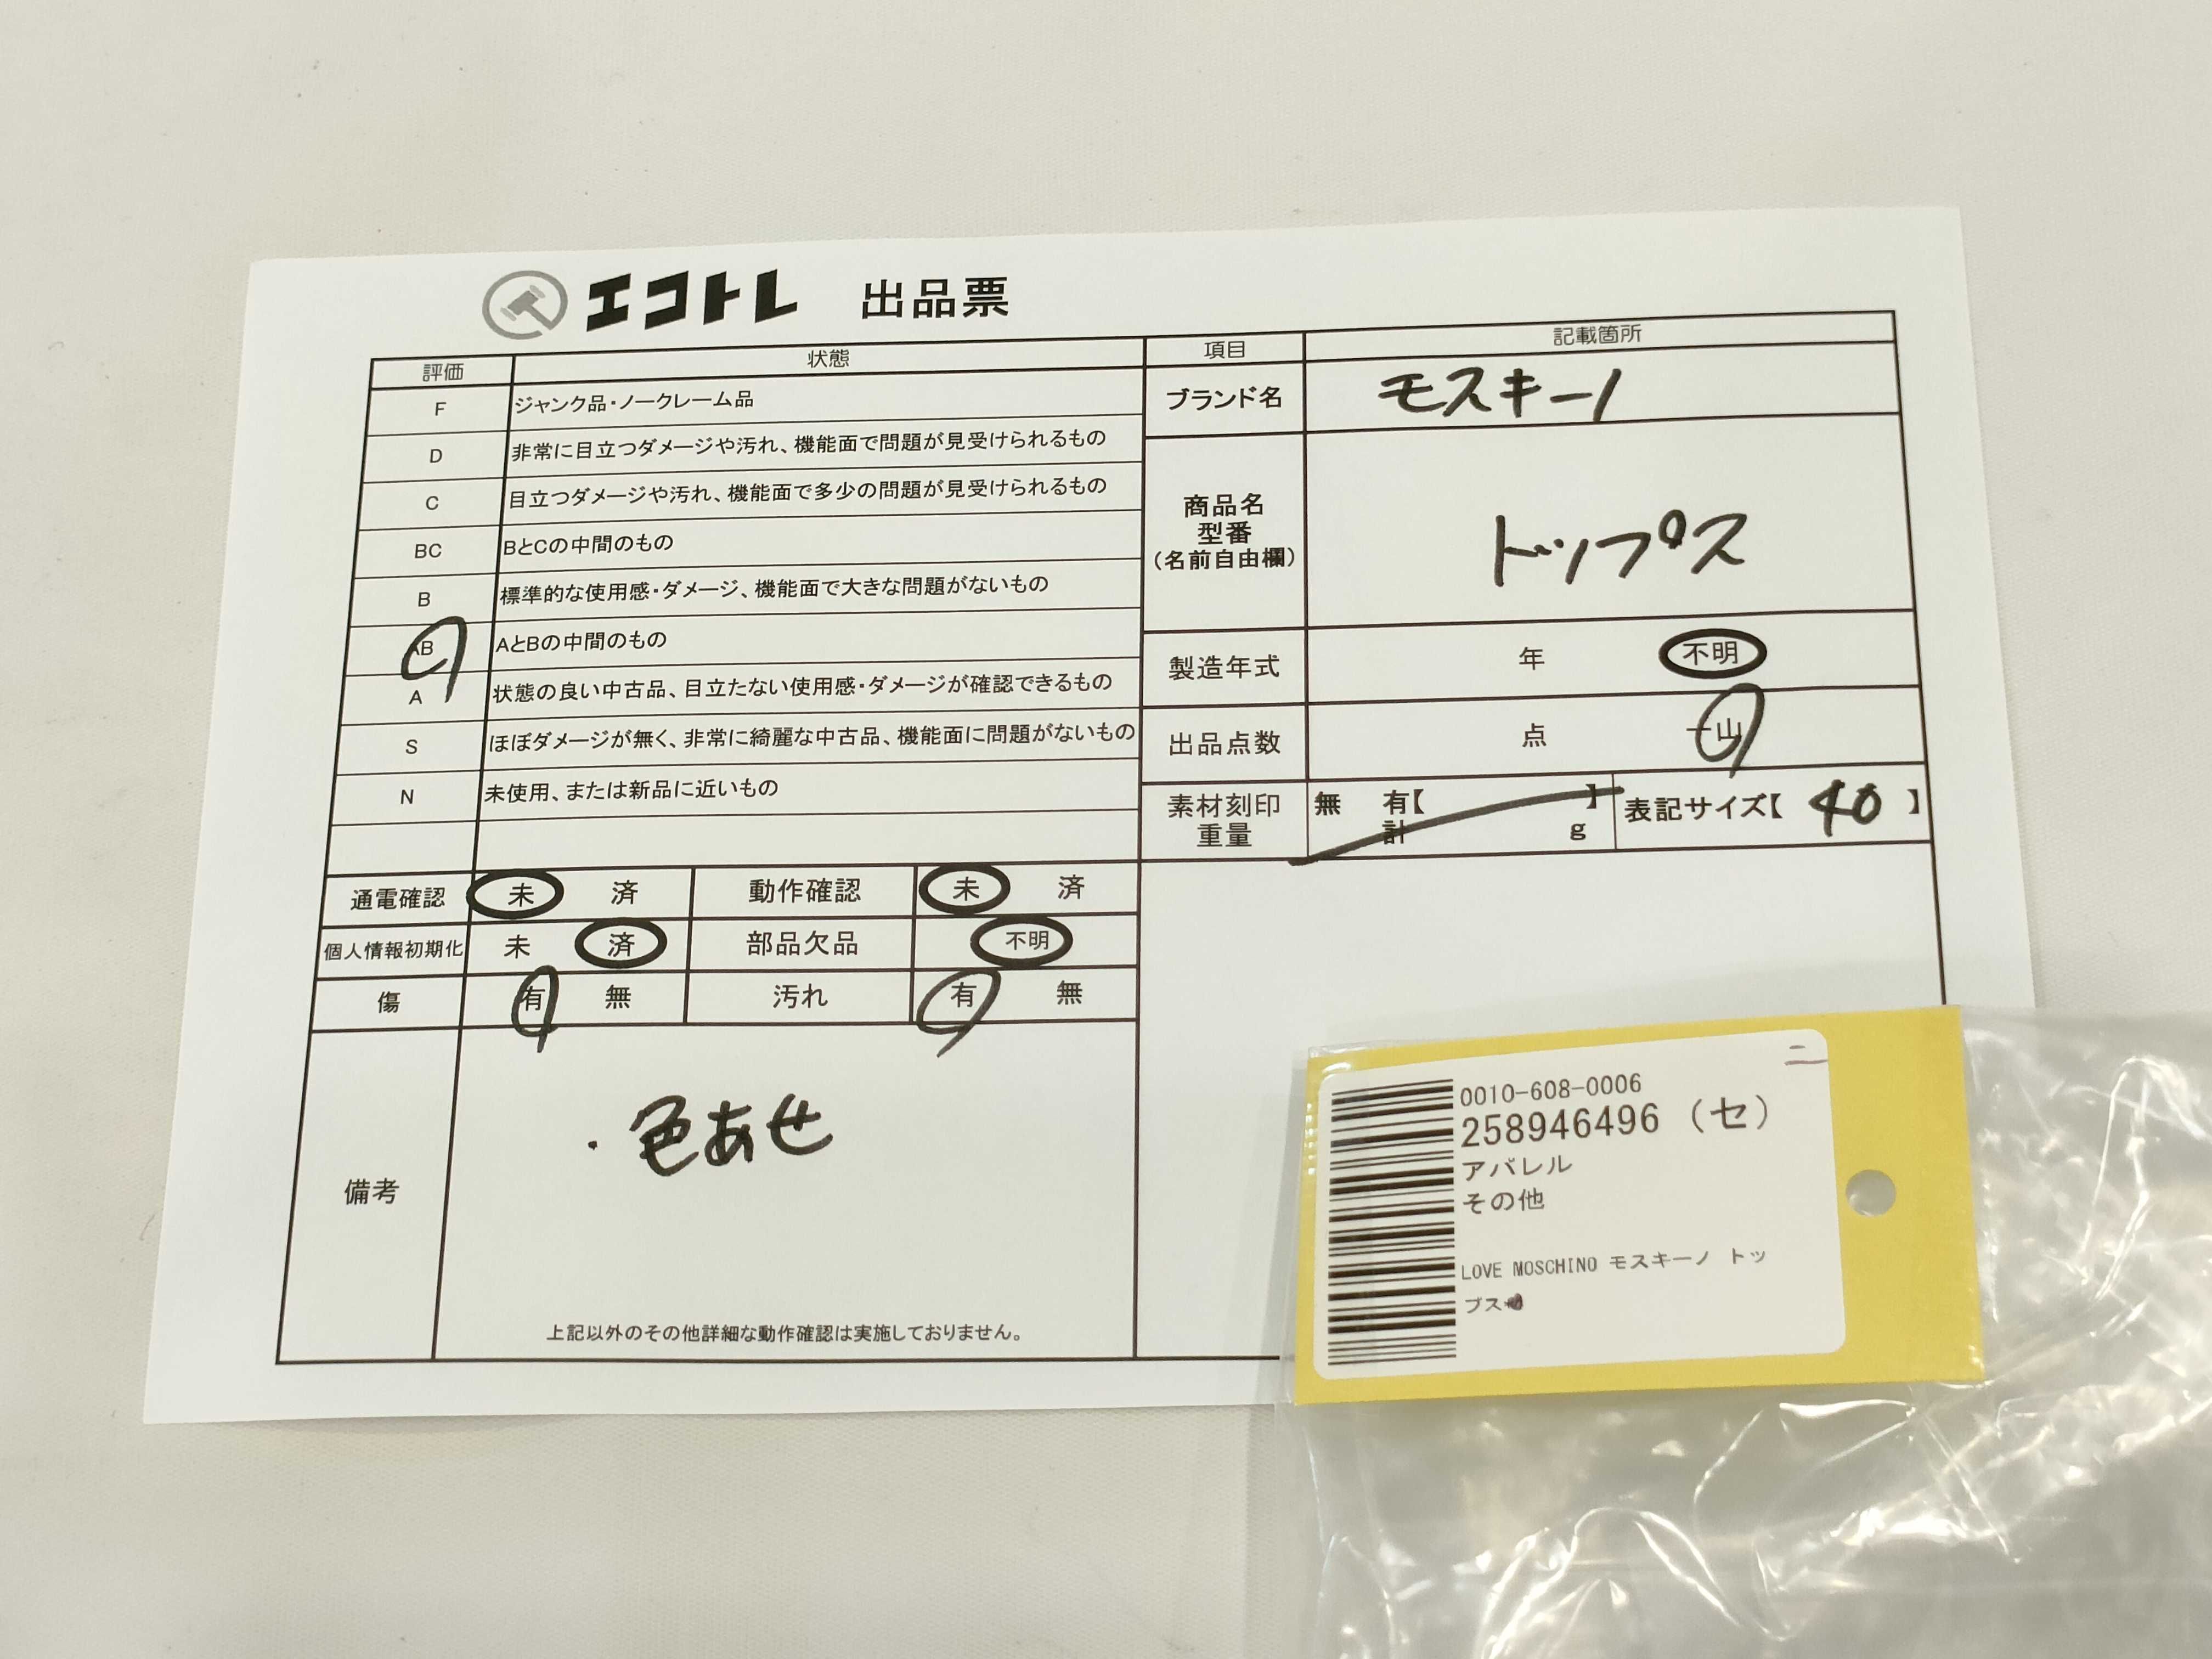 エコトレ 出品票
評価 状態
F ジャンク品・ノークレーム品
D 非常に目立つダメージや汚れ、機能面で問題が見受けられるもの
C 目立つダメージや汚れ、機能面で多少の問題が見受けられるもの
BC BとCの中間のもの
B 標準的な使用感・ダメージ、機能面で大きな問題がないもの
AB AとBの中間のもの
A 状態の良い中古品、目立たない使用感・ダメージが確認できるもの
S ほぼダメージが無く、非常に綺麗な中古品、機能面に問題がないもの
N 未使用、または新品に近いもの
通電確認 未 済 動作確認 未 済
個人情報初期化 未 済 部品欠品 不明
傷 有 無 汚れ 有 無
備考
・色あせ
上記以外のその他詳細な動作確認は実施しておりません。
項目 記載箇所
ブランド名 モスキーノ
商品名
型番
(名前自由欄)
トップス
製造年式 年 不明
出品点数 点 一山
素材刻印 無 有【 】
重量 計 g
表記サイズ【 40 】
0010-608-0006
258946496 (セ)
アパレル
その他
LOVE MOSCHINO モスキーノ トッ
プス